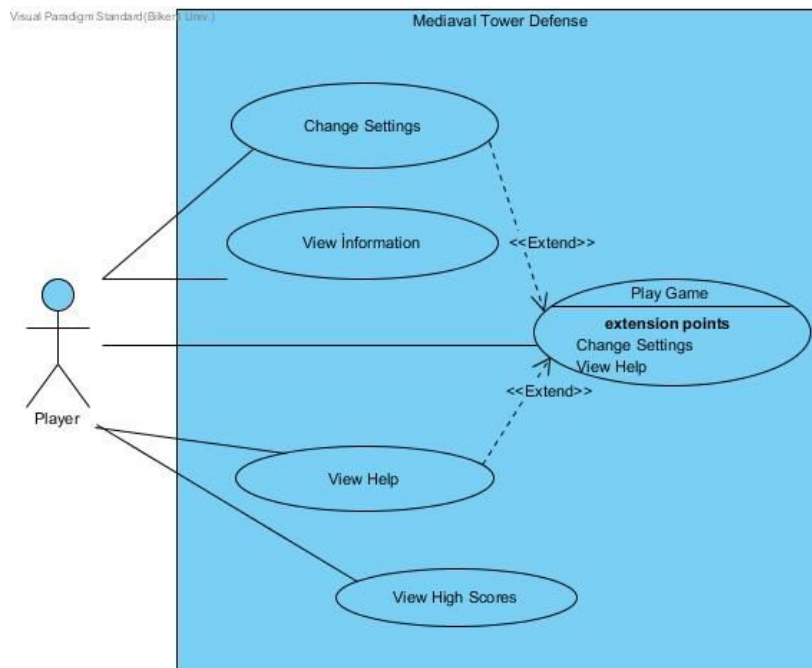 Visual Paradigm Standard(Bilkent Univ.)
Mediaval Tower Defense
Change Settings
View İnformation
<<Extend>>
Play Game
extension points
Change Settings
View Help
<<Extend>>
Player
View Help
View High Scores